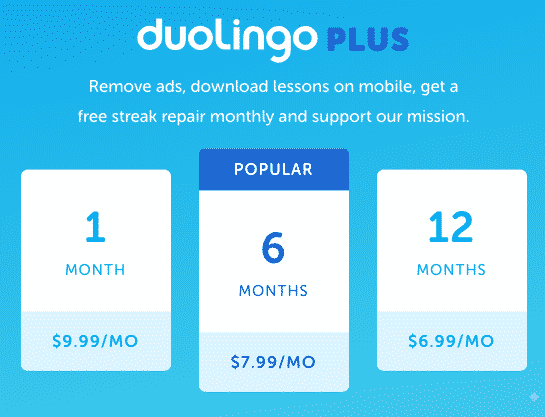 duolingo PLUS
Remove ads, download lessons on mobile, get a
free streak repair monthly and support our mission.
POPULAR
1
MONTH
$9.99/MO
6
MONTHS
$7.99/MO
12
MONTHS
$6.99/MO